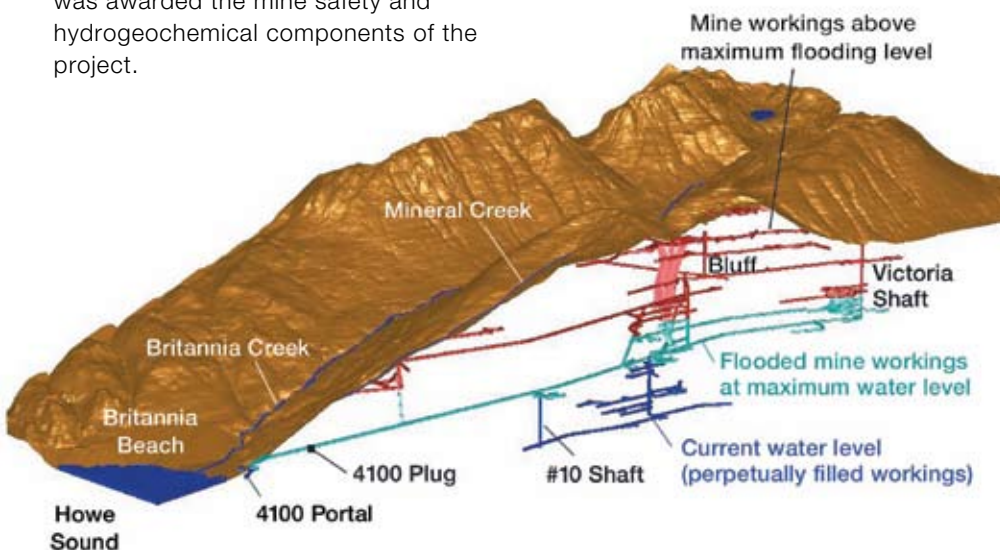 was awarded the mine safety and
hydrogeochemical components of the
project.
Mine workings above
maximum flooding level
Mineral Creek
Bluff
Victoria
Shaft
Britannia Creek
Flooded mine workings
at maximum water level
Britannia
Beach
Current water level
(perpetually filled workings)
4100 Plug
#10 Shaft
4100 Portal
Howe
Sound